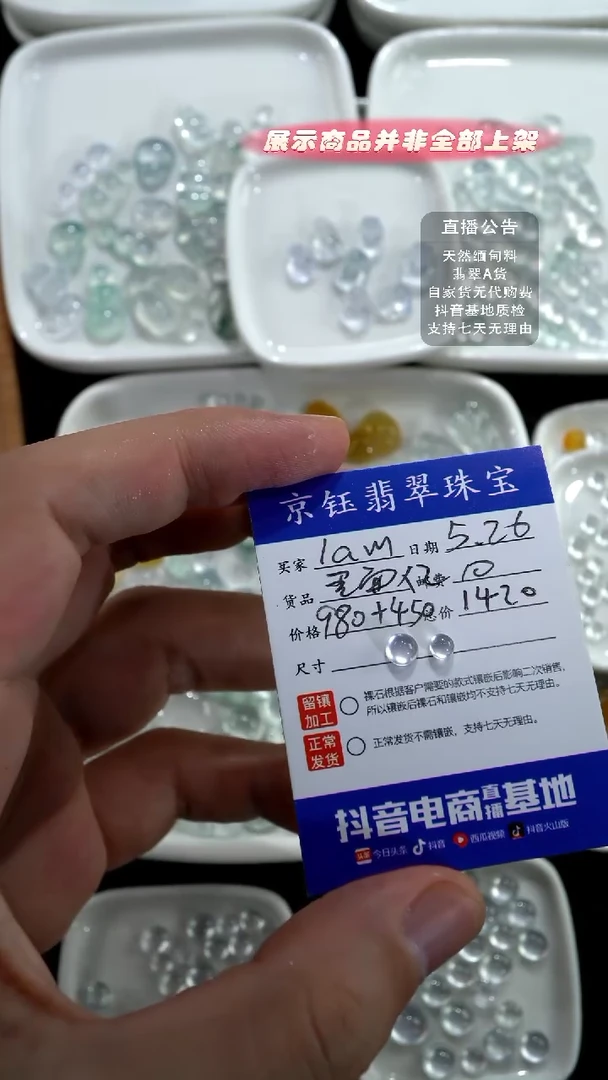 展示商品并非全部上架
直播公告
天然缅甸料
翡翠A货
自家货无代购费
抖音基地质检
支持七天无理由
京钰翡翠珠宝
买家 1am 日期 5.26
货品 蛋面X2 10
价格 980+450 总价 1420
尺寸
留镶加工 裸石根据客户需要的款式镶嵌后影响二次销售,
所以镶嵌后裸石和镶嵌均不支持七天无理由。
正常发货 正常发货不需镶嵌,支持七天无理由。
抖音电商直播基地
头条 今日头条 抖音 西瓜视频 抖音火山版